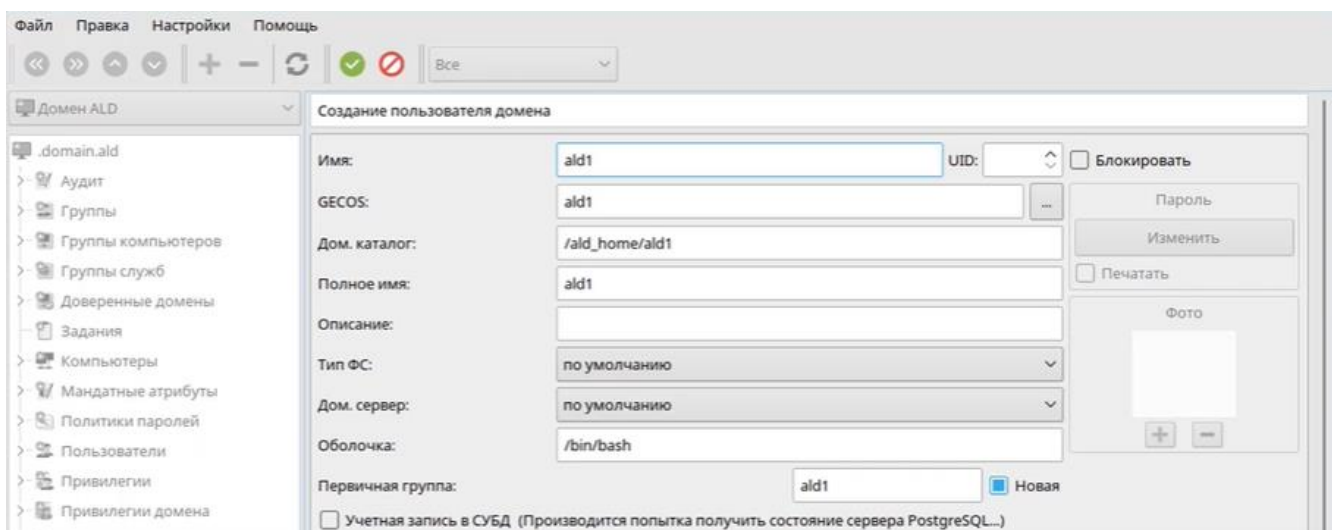 Файл Правка Настройки Помощь
Все
Домен ALD
Создание пользователя домена
.domain.ald
Аудит
Группы
Группы компьютеров
Группы служб
Доверенные домены
Задания
Компьютеры
Мандатные атрибуты
Политики паролей
Пользователи
Привилегии
Привилегии домена
Имя: ald1 UID: Блокировать
GECOS: ald1 ...
Дом. каталог: /ald_home/ald1
Полное имя: ald1
Описание:
Тип ФС: по умолчанию
Дом. сервер: по умолчанию
Оболочка: /bin/bash
Первичная группа: ald1 Новая
Учетная запись в СУБД (Производится попытка получить состояние сервера PostgreSQL...)
Пароль
Изменить
Печатать
Фото